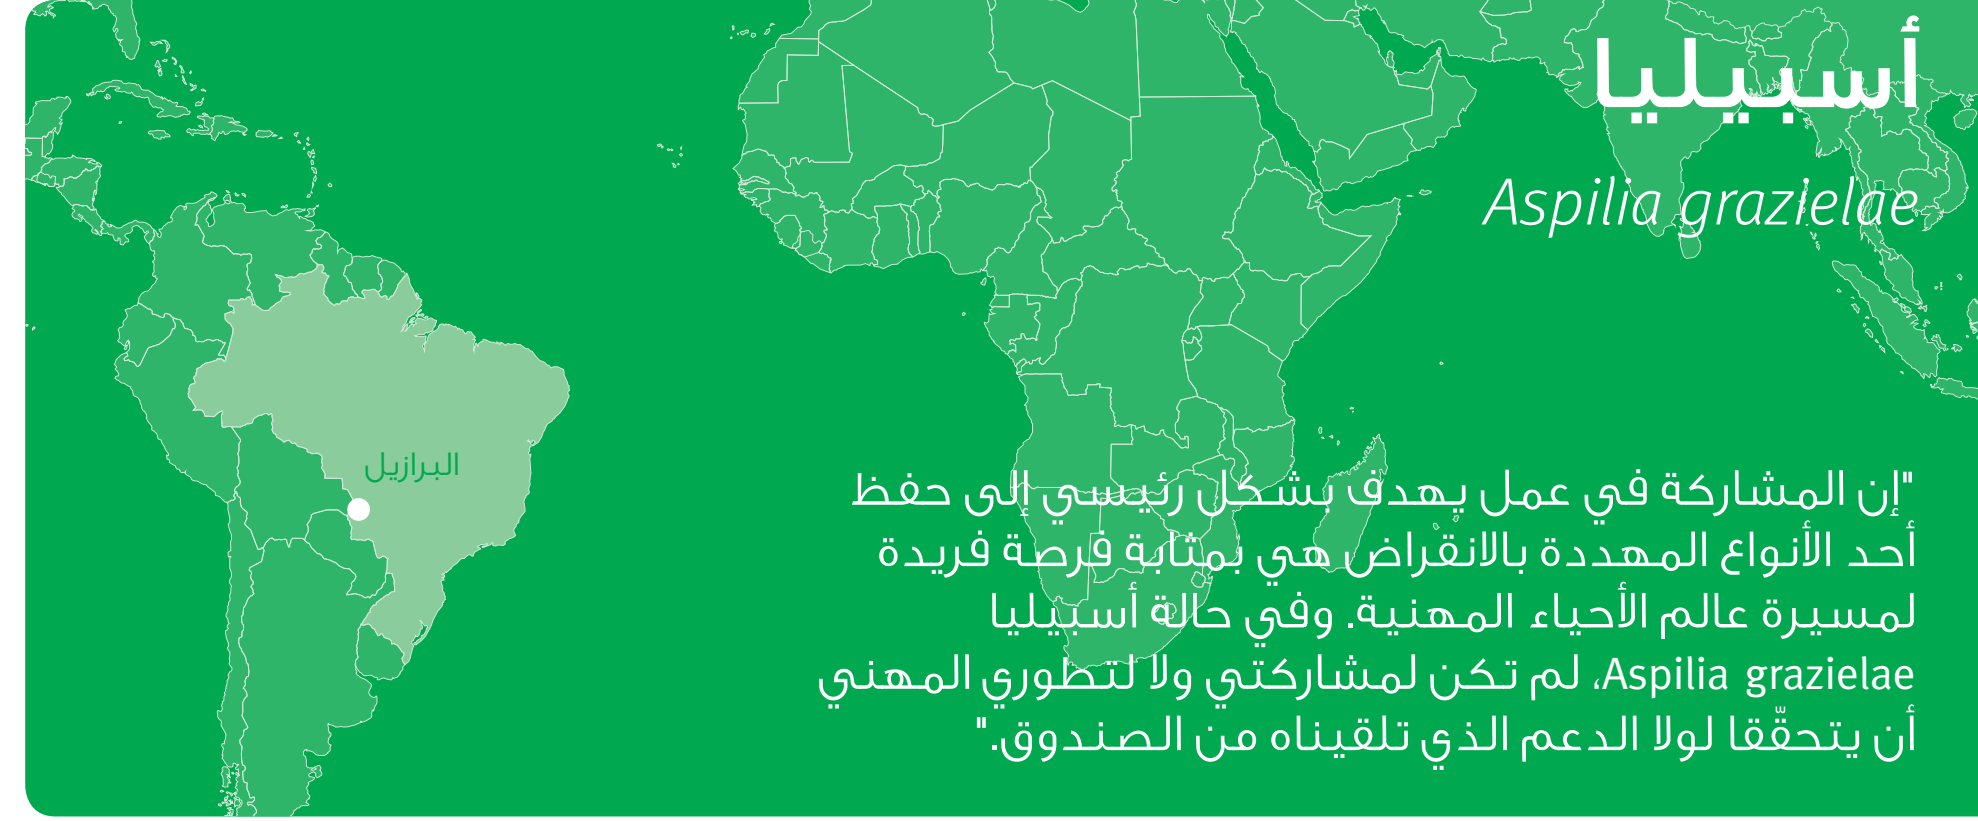 أسبيليا
Aspilia grazielae
البرازيل
"إن المشاركة في عمل يهدف بشكل رئيسي إلى حفظ
أحد الأنواع المهددة بالانقراض هي بمثابة فرصة فريدة
لمسيرة عالم الأحياء المهنية. وفي حالة أسبيليا
Aspilia grazielae، لم تكن لمشاركتي ولا لتطوري المهني
أن يتحقّقا لولا الدعم الذي تلقيناه من الصندوق."